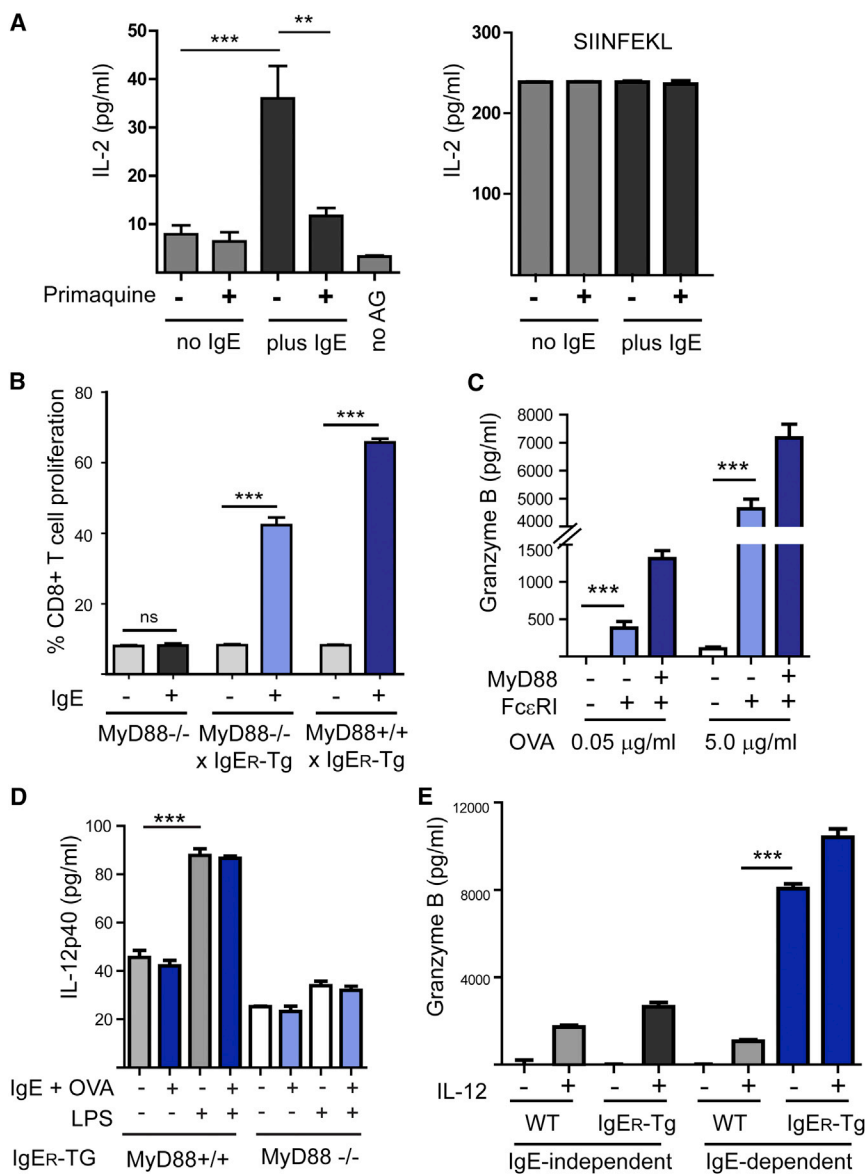 A
IL-2 (pg/ml)
50
40
30
20
10
***
**
Primaquine - + - +
no IgE plus IgE no AG
SIINFEKL
IL-2 (pg/ml)
300
200
100
- + - +
no IgE plus IgE
B
% CD8+ T cell proliferation
80
60
40
20
ns
***
***
IgE - + - + - +
MyD88-/- MyD88-/- MyD88+/+
x IgER-Tg x IgER-Tg
C
Granzyme B (pg/ml)
8000
7000
6000
5000
4000
1500
1000
500
***
***
MyD88 - - + - - +
FcεRI - + + - + +
OVA 0.05 μg/ml 5.0 μg/ml
D
IL-12p40 (pg/ml)
100
80
60
40
20
***
IgE + OVA - + - + - + - +
LPS - - + + - - + +
IgER-TG MyD88+/+ MyD88 -/-
E
Granzyme B (pg/ml)
12000
8000
4000
***
IL-12 - + - + - + - +
WT IgER-Tg WT IgER-Tg
IgE-independent IgE-dependent